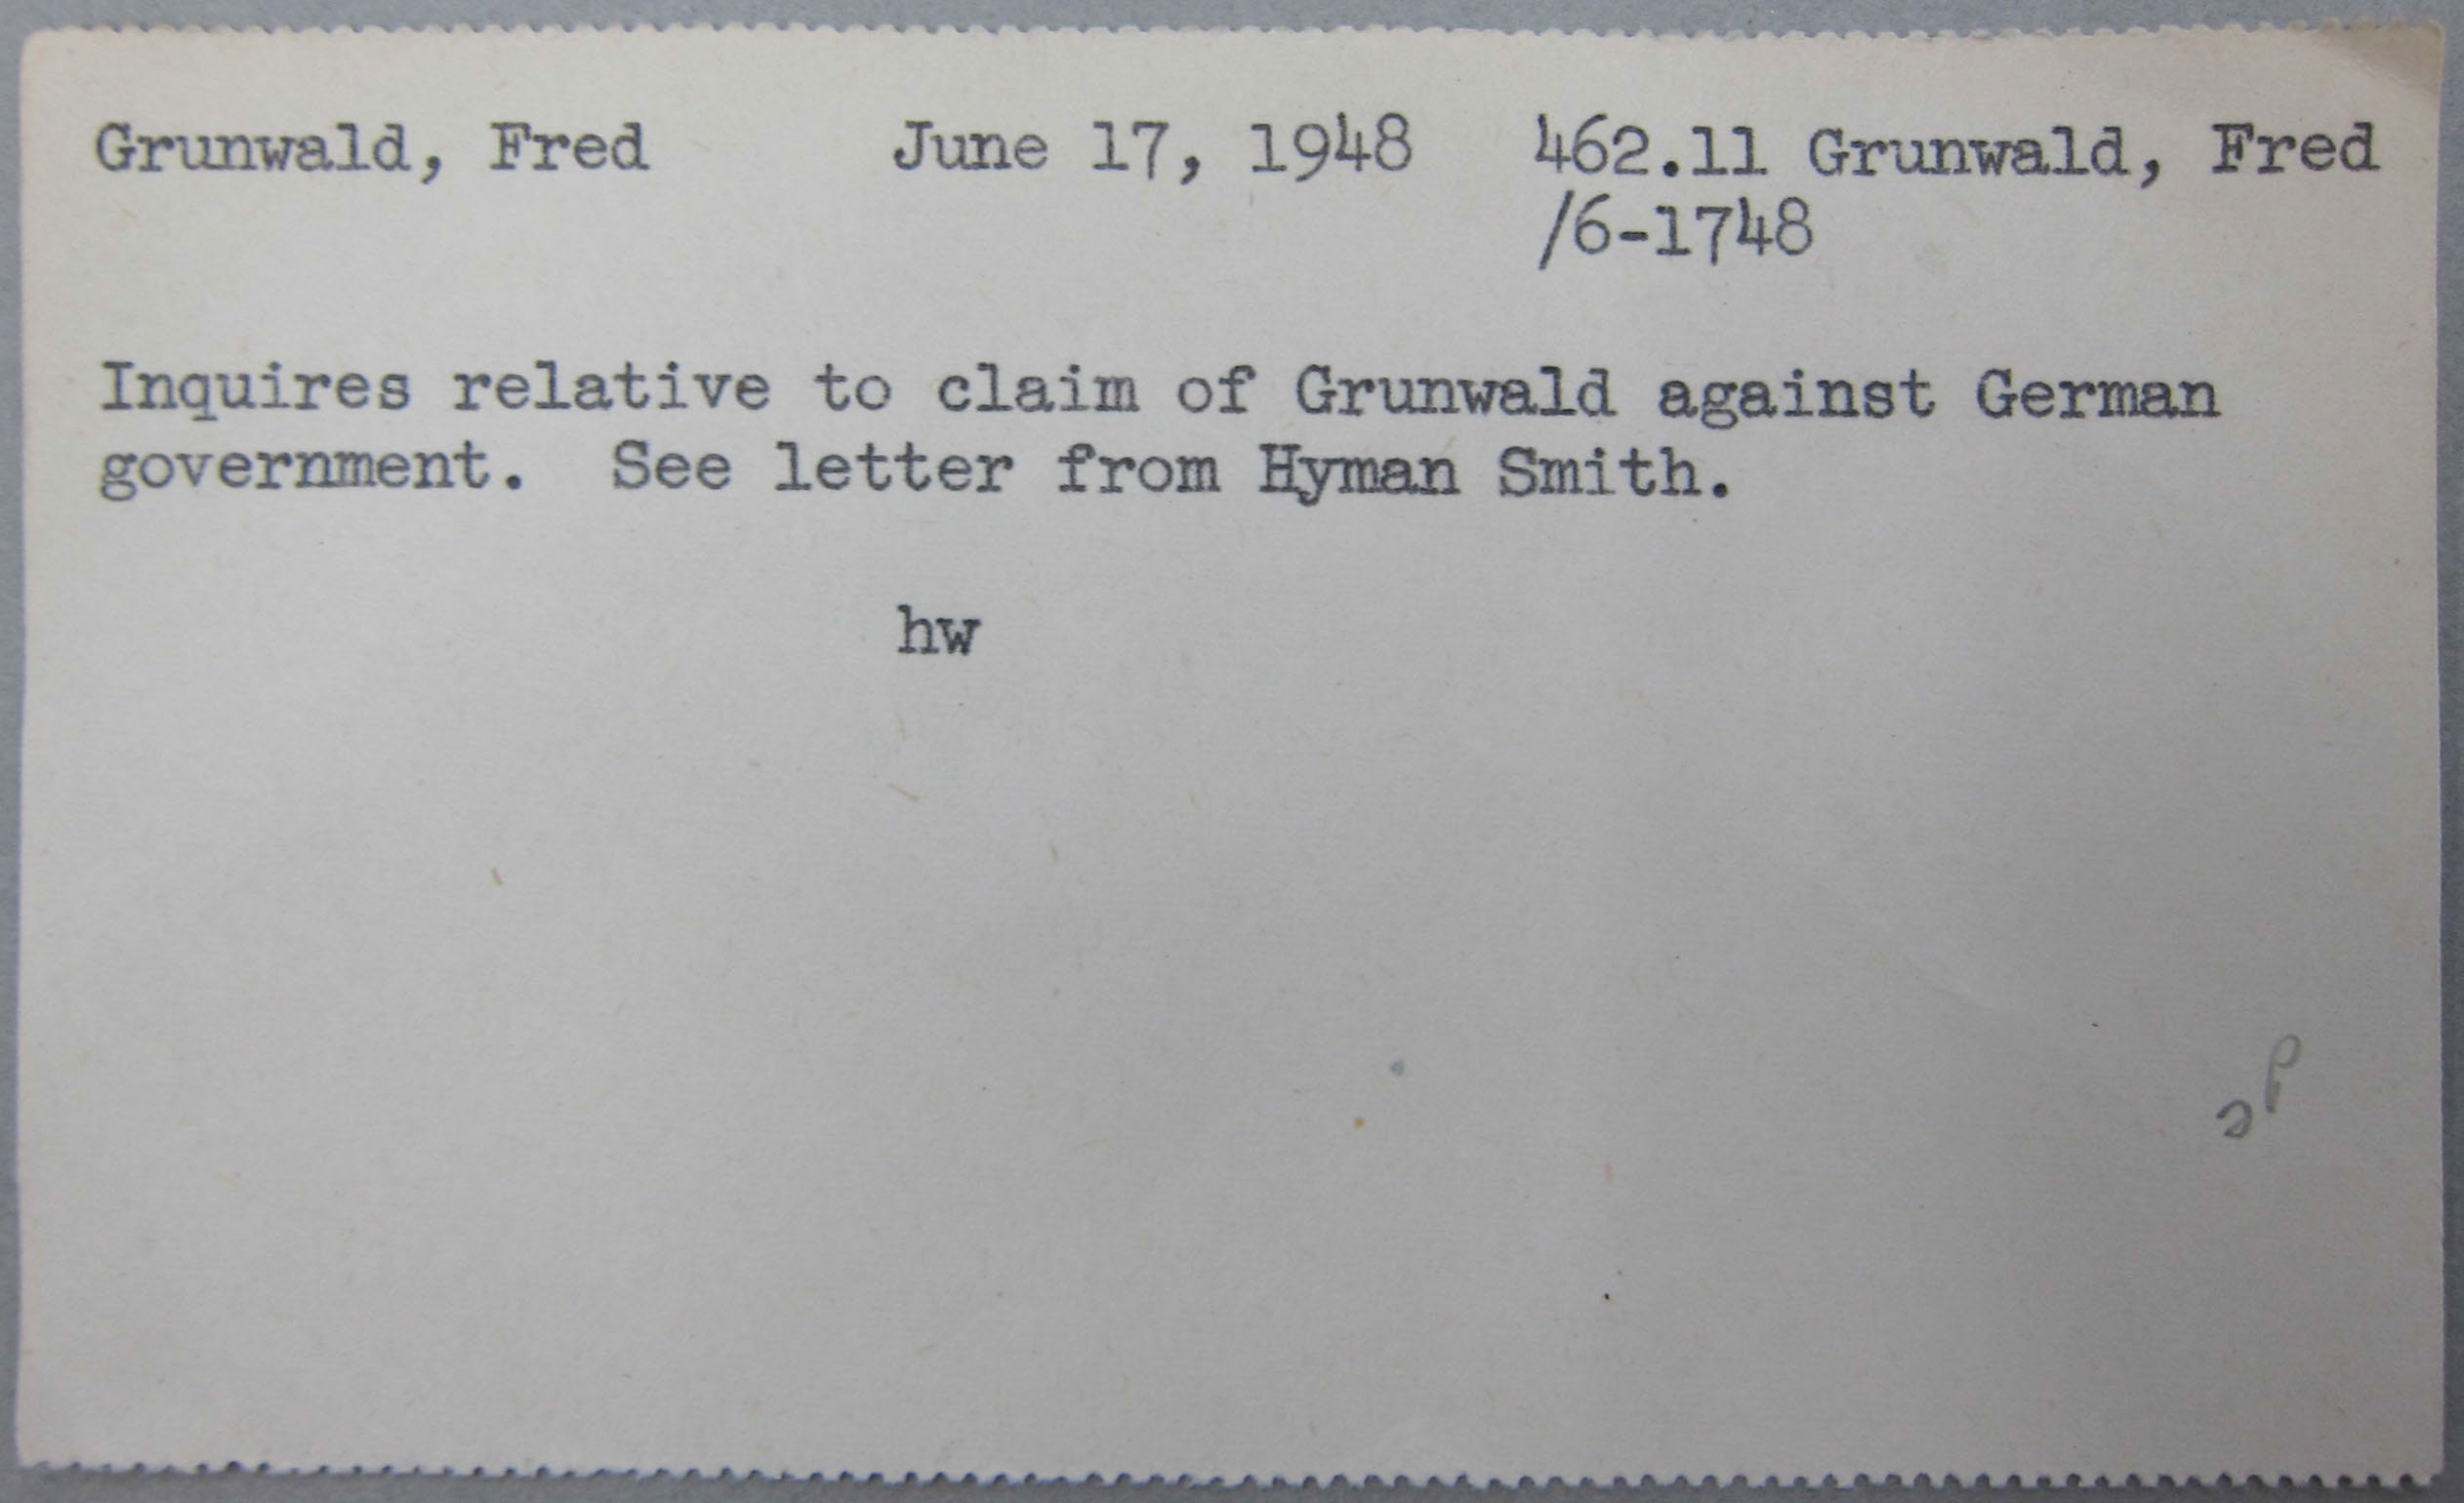 Grunwald, Fred June 17, 1948 462.11 Grunwald, Fred
/6-1748
Inquires relative to claim of Grunwald against German
government. See letter from Hyman Smith.
hw